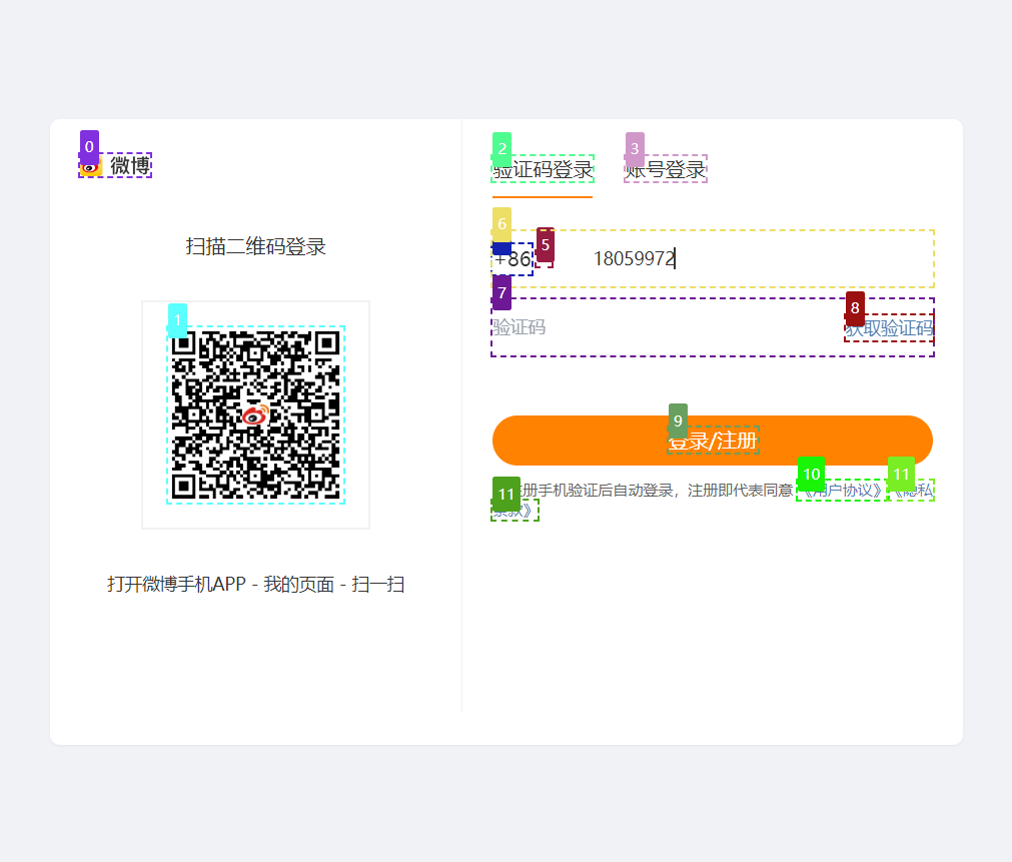 0
微博
扫描二维码登录
1
打开微博手机APP - 我的页面 - 扫一扫
2
3
验证码登录
账号登录
6
5
+86
18059972
7
8
验证码
获取验证码
9
登录/注册
10
11
11
册手机验证后自动登录，注册即代表同意《用户协议》《隐私
条款》